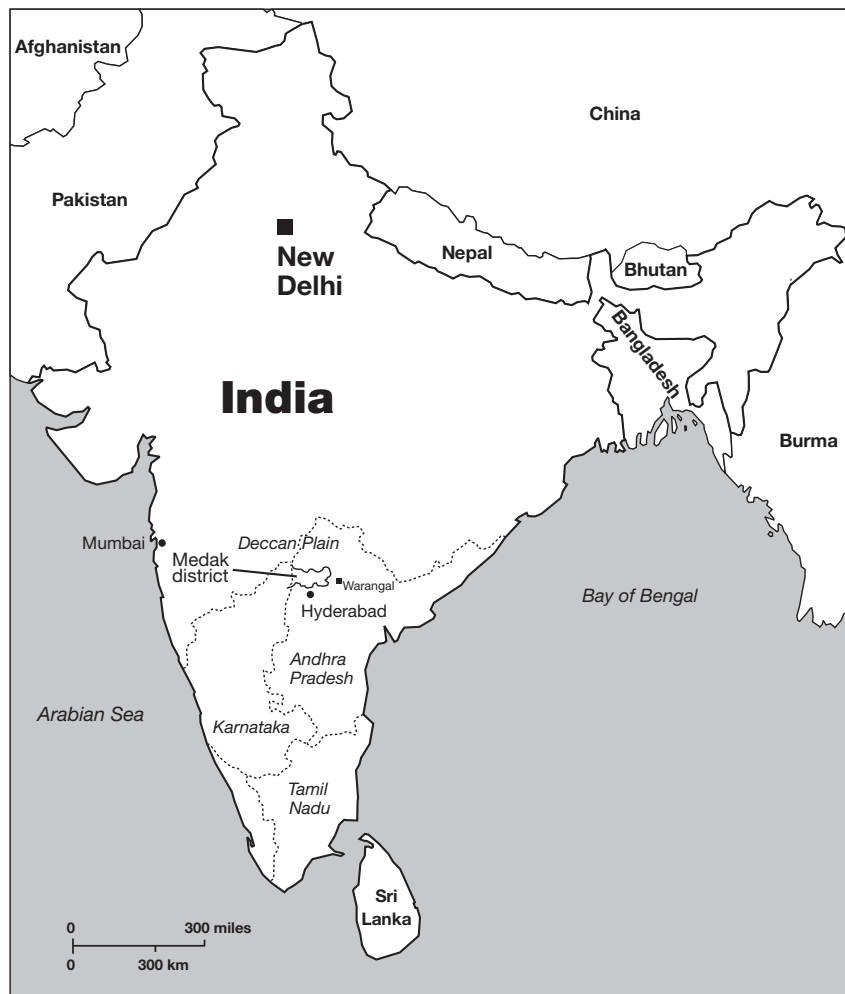 Afghanistan
China
Pakistan
New
Delhi
Nepal
Bhutan
Bangladesh
India
Burma
Mumbai
Deccan Plain
Medak
district
Warangal
Hyderabad
Bay of Bengal
Andhra
Pradesh
Arabian Sea
Karnataka
Tamil
Nadu
Sri
Lanka
0 300 miles
0 300 km